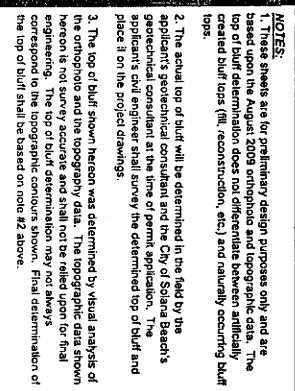 NOTES:
1. These sheets are for preliminary design purposes only and are
based upon the August 2009 orthophoto and topographic data. The
top of bluff determination does not differentiate between artificially
created bluff tops (fill, reconstruction, etc.) and naturally occurring bluff
tops.
2. The actual top of bluff will be determined in the field by the
applicant's geotechnical consultant and the City of Solana Beach's
geotechnical consultant at the time of permit application. The
applicant's civil engineer shall survey the determined top of bluff and
place it on the project drawings.
3. The top of bluff shown hereon was determined by visual analysis of
the orthophoto and the topography data. The topographic data shown
hereon is not survey accurate and shall not be relied upon for final
engineering. The top of bluff determination may not always
correspond to the topographic contours shown. Final determination of
the top of bluff shall be based on note #2 above.